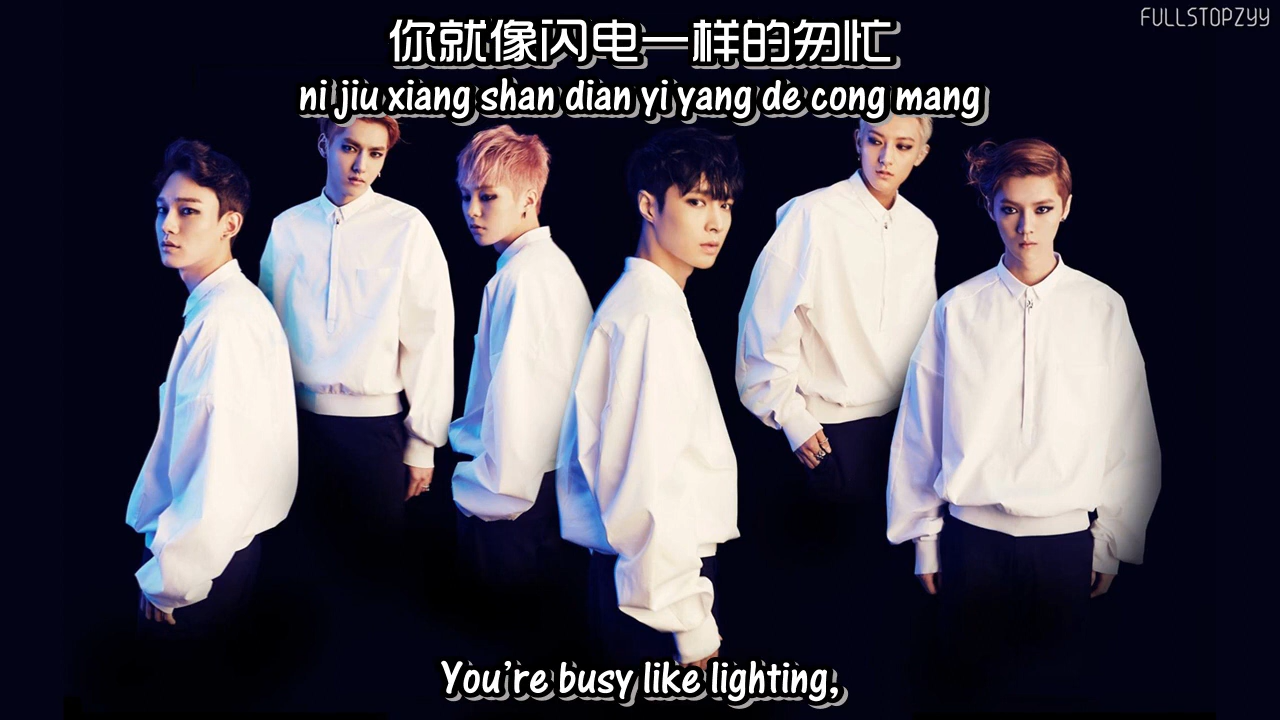 FULLSTOPZYY
你就像闪电一样的匆忙
ni jiu xiang shan dian yi yang de cong mang
You're busy like lighting,